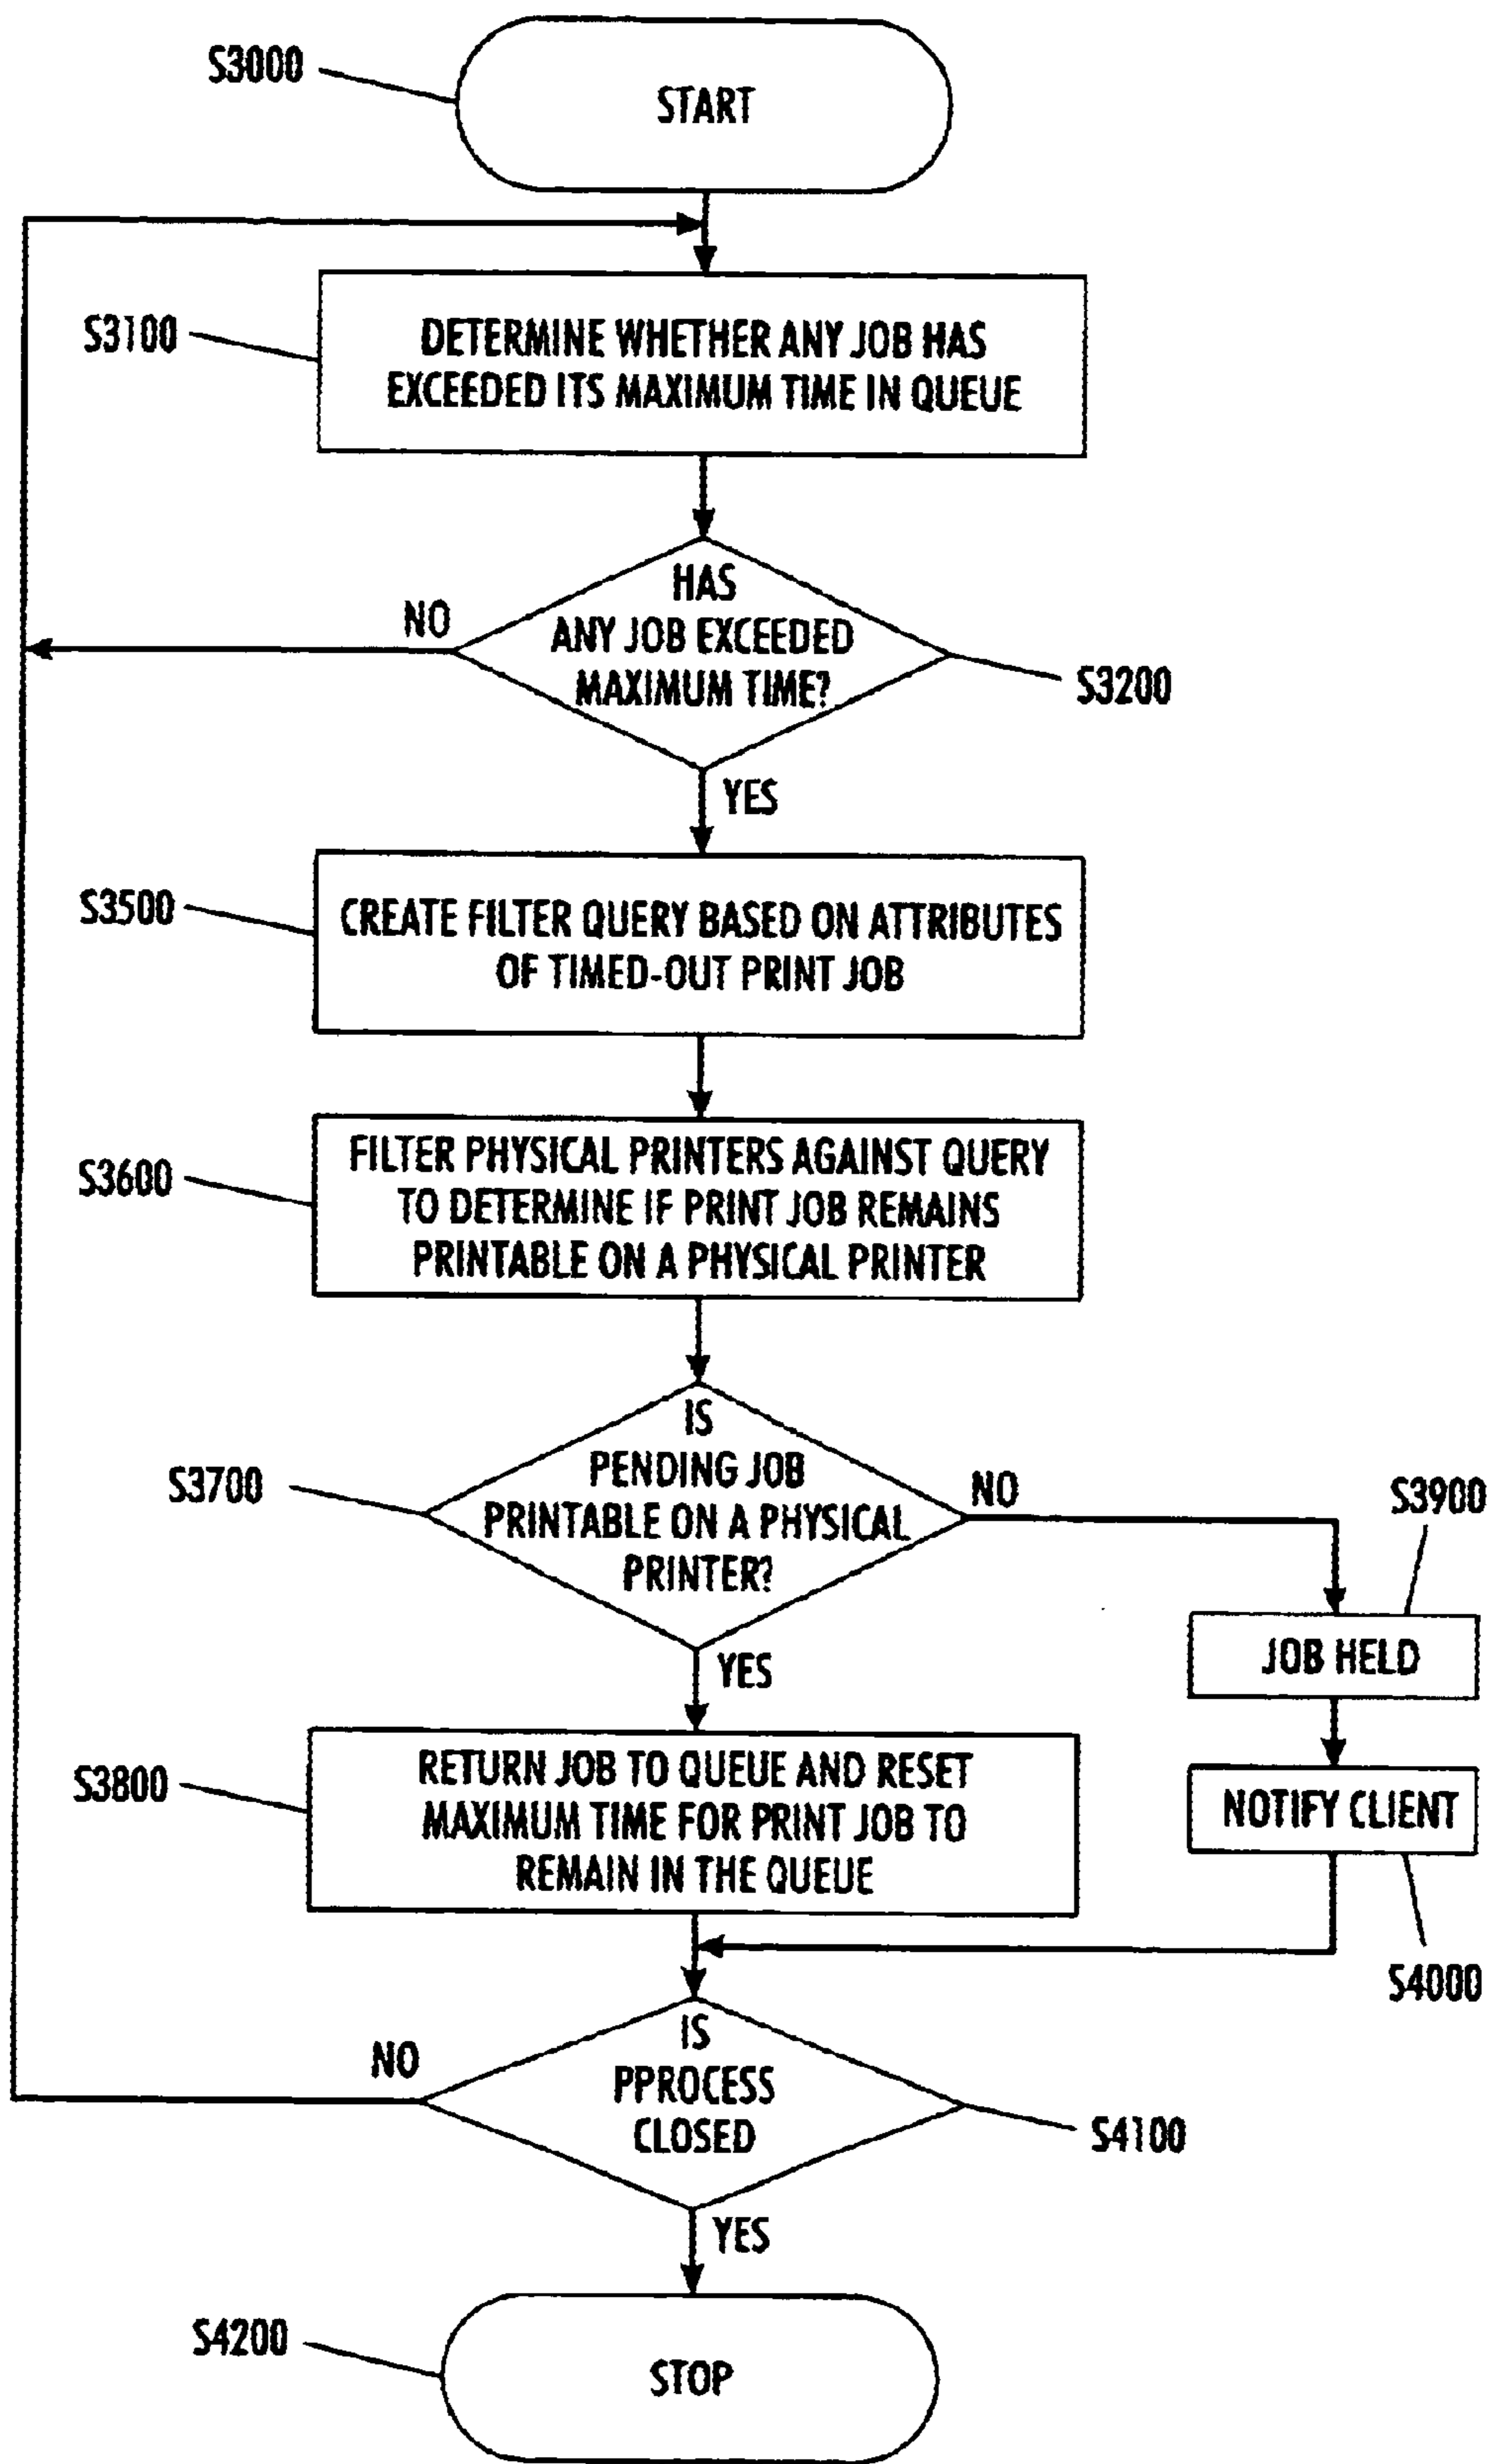 S3000
START
S3100
DETERMINE WHETHER ANY JOB HAS
EXCEEDED ITS MAXIMUM TIME IN QUEUE
HAS
ANY JOB EXCEEDED
MAXIMUM TIME?
NO
S3200
YES
S3500
CREATE FILTER QUERY BASED ON ATTRIBUTES
OF TIMED-OUT PRINT JOB
S3600
FILTER PHYSICAL PRINTERS AGAINST QUERY
TO DETERMINE IF PRINT JOB REMAINS
PRINTABLE ON A PHYSICAL PRINTER
S3700
IS
PENDING JOB
PRINTABLE ON A PHYSICAL
PRINTER?
NO
S3900
JOB HELD
YES
S3800
RETURN JOB TO QUEUE AND RESET
MAXIMUM TIME FOR PRINT JOB TO
REMAIN IN THE QUEUE
NOTIFY CLIENT
S4000
NO
IS
PPROCESS
CLOSED
S4100
YES
S4200
STOP